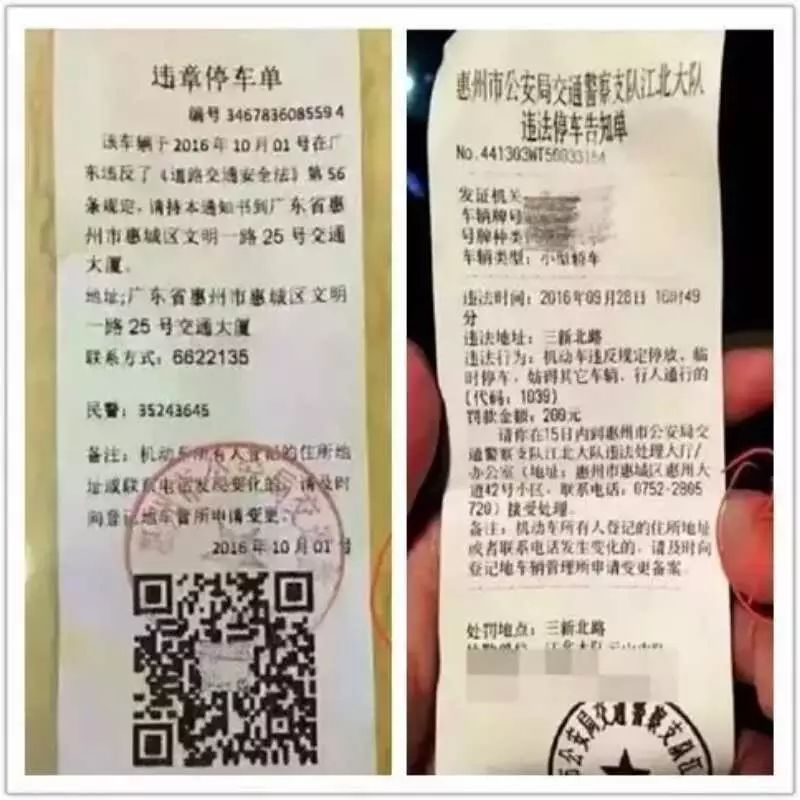 违章停车单
编号 3467836085594
该车辆于 2016 年 10 月 01 号在广
东违反了《道路交通安全法》第 56
条规定，请持本通知书到广东省惠
州市惠城区文明一路 25 号交通
大厦。
地址;广东省惠州市惠城区文明
一路 25 号交通大厦
联系方式：6622135
民警：35243645
备注：机动车所有人登记的住所地
址或联系电话发现变化的，请及时
向登记地车管所申请变更。
2016 年 10 月 01 号
惠州市公安局交通警察支队江北大队
违法停车告知单
No.441303WT56033154
发证机关
车辆牌号
号牌种类
车辆类型：小型轿车
违法时间：2016年09月28日 16时49
分
违法地址：三新北路
违法行为：机动车违反规定停放、临
时停车，妨碍其它车辆、行人通行的
(代码：1039)
罚款金额：200元
请你在15日内到惠州市公安局交
通警察支队江北大队违法处理大厅/
办公室(地址：惠州市惠城区惠州大
道42号小区，联系电话：0752-2805
720) 接受处理。
备注：机动车所有人登记的住所地址
或者联系电话发生变化的，请及时向
登记地车辆管理所申请变更备案。
处罚地点：三新北路
市公安局交通警察支队江